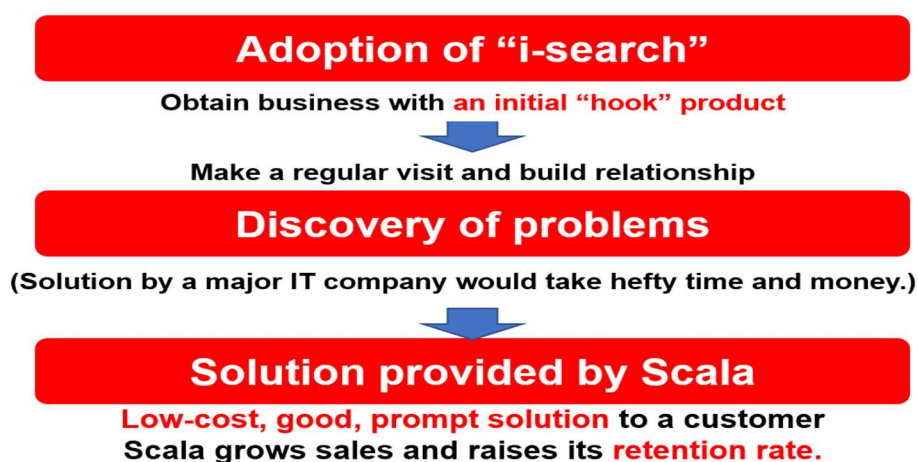 Adoption of “i-search”
Obtain business with an initial “hook” product
Make a regular visit and build relationship
Discovery of problems
(Solution by a major IT company would take hefty time and money.)
Solution provided by Scala
Low-cost, good, prompt solution to a customer
Scala grows sales and raises its retention rate.